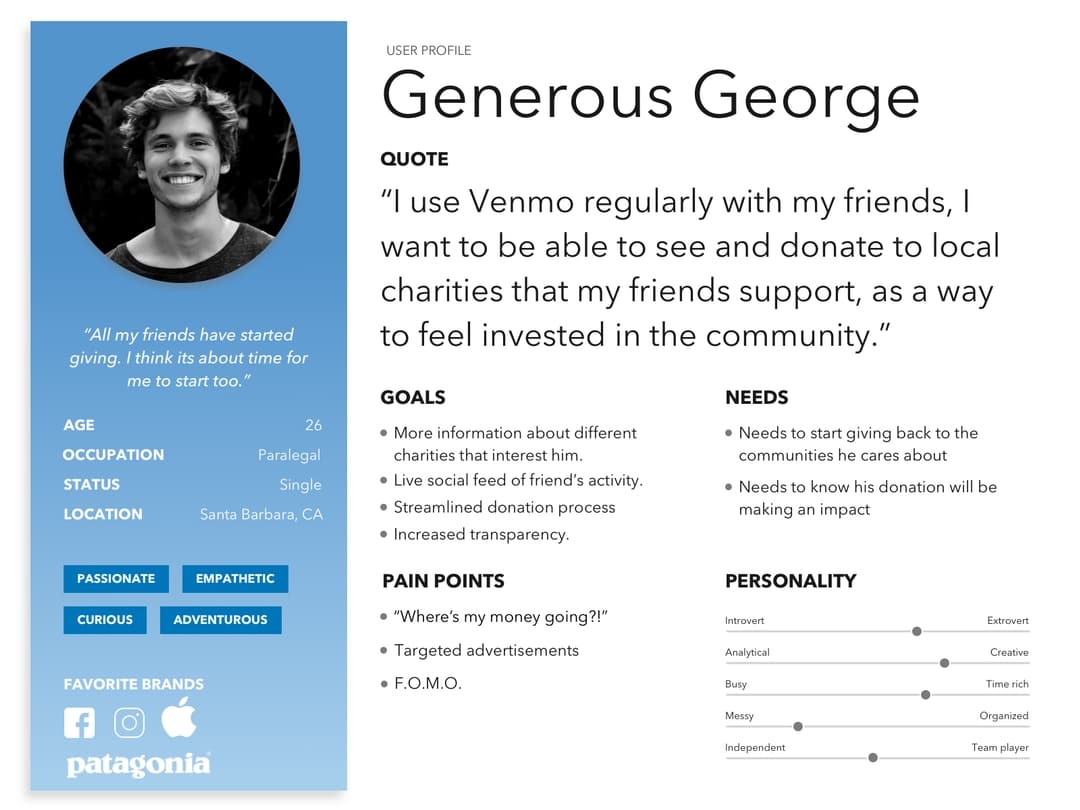 “All my friends have started
giving. I think its about time for
me to start too.”
AGE 26
OCCUPATION Paralegal
STATUS Single
LOCATION Santa Barbara, CA
PASSIONATE EMPATHETIC
CURIOUS ADVENTUROUS
FAVORITE BRANDS
patagonia®
USER PROFILE
Generous George
QUOTE
“I use Venmo regularly with my friends, I
want to be able to see and donate to local
charities that my friends support, as a way
to feel invested in the community.”
GOALS
• More information about different
charities that interest him.
• Live social feed of friend’s activity.
• Streamlined donation process
• Increased transparency.
NEEDS
• Needs to start giving back to the
communities he cares about
• Needs to know his donation will be
making an impact
PAIN POINTS
• “Where’s my money going?!”
• Targeted advertisements
• F.O.M.O.
PERSONALITY
Introvert Extrovert
Analytical Creative
Busy Time rich
Messy Organized
Independent Team player